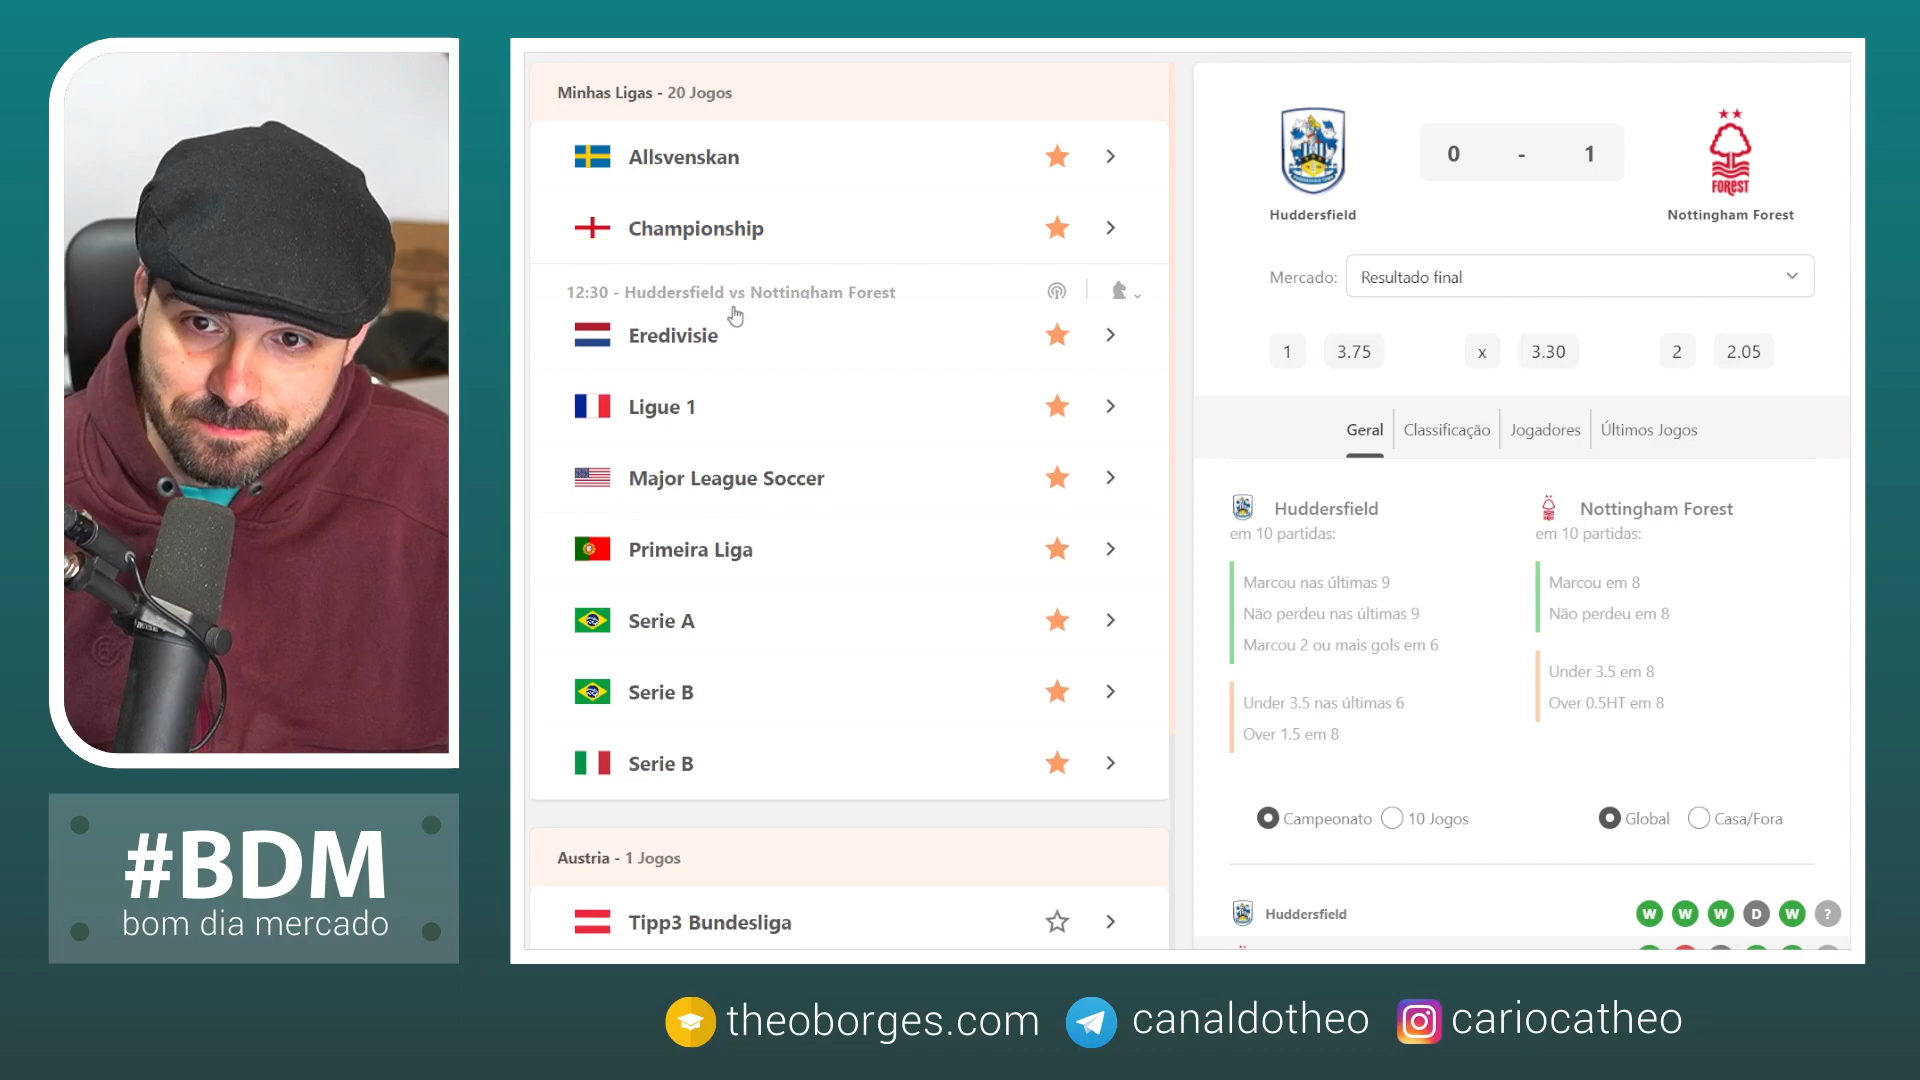 Minhas Ligas - 20 Jogos
Allsvenskan
Championship
12:30 - Huddersfield vs Nottingham Forest
Eredivisie
Ligue 1
Major League Soccer
Primeira Liga
Serie A
Serie B
Serie B
Austria - 1 Jogos
Tipp3 Bundesliga
0 - 1
FOREST
Huddersfield
Nottingham Forest
Mercado: Resultado final
1 3.75 x 3.30 2 2.05
Geral Classificação Jogadores Últimos Jogos
Huddersfield
em 10 partidas:
Marcou nas últimas 9
Não perdeu nas últimas 9
Marcou 2 ou mais gols em 6
Under 3.5 nas últimas 6
Over 1.5 em 8
Nottingham Forest
em 10 partidas:
Marcou em 8
Não perdeu em 8
Under 3.5 em 8
Over 0.5HT em 8
Campeonato 10 Jogos Global Casa/Fora
Huddersfield W W W D W ?
#BDM
bom dia mercado
theoborges.com canaldotheo cariocatheo